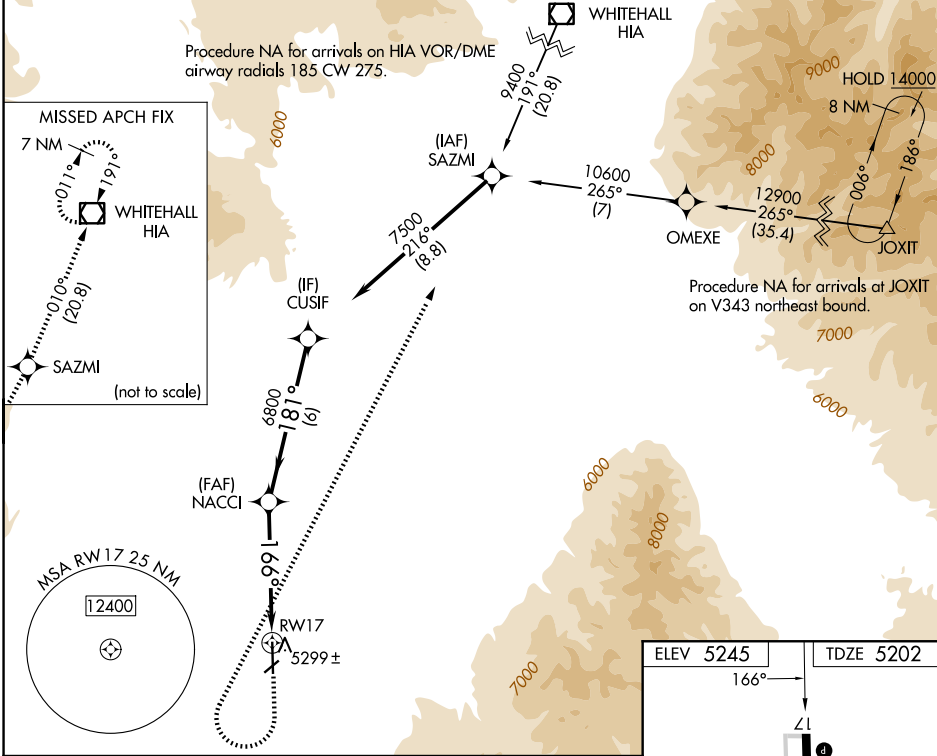 WHITEHALL
HIA
Procedure NA for arrivals on HIA VOR/DME
airway radials 185 CW 275.
9400
191°
(20.8)
9000
HOLD 14000
8 NM
006°
186°
MISSED APCH FIX
7 NM
011°
191°
WHITEHALL
HIA
010°
(20.8)
SAZMI
(not to scale)
6000
(IAF)
SAZMI
8000
10600
265°
(7)
12900
265°
(35.4)
OMEXE
JOXIT
7500
216°
(8.8)
Procedure NA for arrivals at JOXIT
on V343 northeast bound.
7000
6000
(IF)
CUSIF
6800
181°
(6)
(FAF)
NACCI
166°
6000
8000
7000
MSA RW17 25 NM
12400
RW17
5299±
ELEV 5245
TDZE 5202
166°
17
P